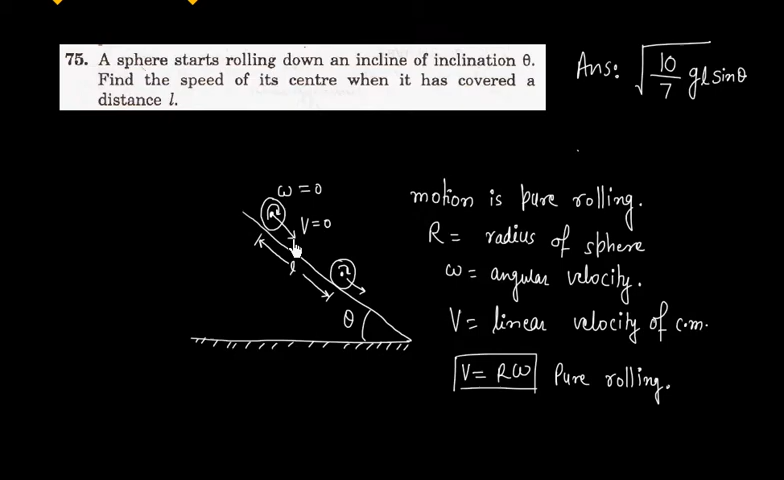 75. A sphere starts rolling down an incline of inclination θ.
Find the speed of its centre when it has covered a
distance l.
Ans: √(10/7 gl sinθ)
ω = 0
V = 0
l
θ
motion is pure rolling.
R = radius of sphere
ω = angular velocity.
V = linear velocity of c.m.
V = Rω Pure rolling.